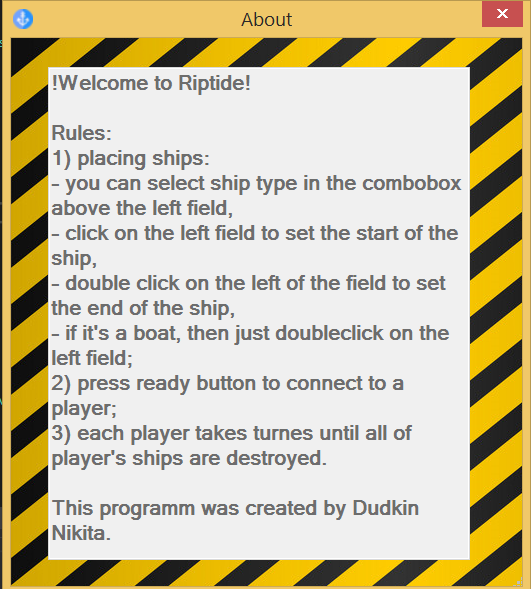 About
!Welcome to Riptide!
Rules:
1) placing ships:
- you can select ship type in the combobox
above the left field,
- click on the left field to set the start of the
ship,
- double click on the left of the field to set
the end of the ship,
- if it's a boat, then just doubleclick on the
left field;
2) press ready button to connect to a
player;
3) each player takes turnes until all of
player's ships are destroyed.
This programm was created by Dudkin
Nikita.